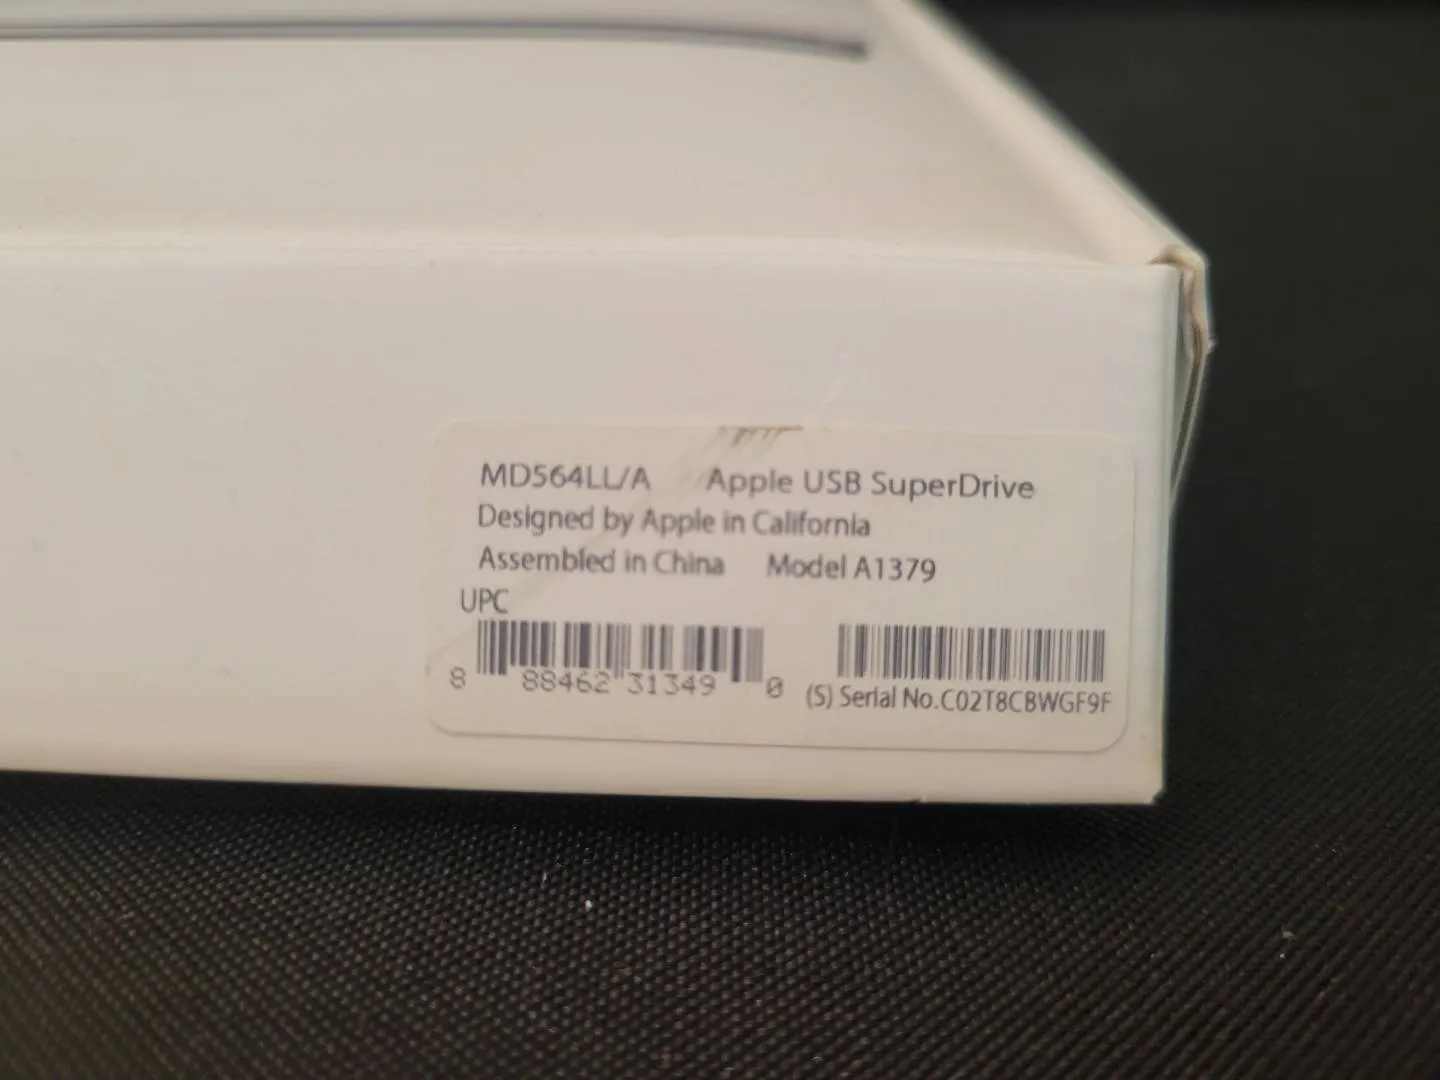 MD564LL/A Apple USB SuperDrive
Designed by Apple in California
Assembled in China Model A1379
UPC
8 88462 31349 0 (S) Serial No.C02T8CBWGF9F